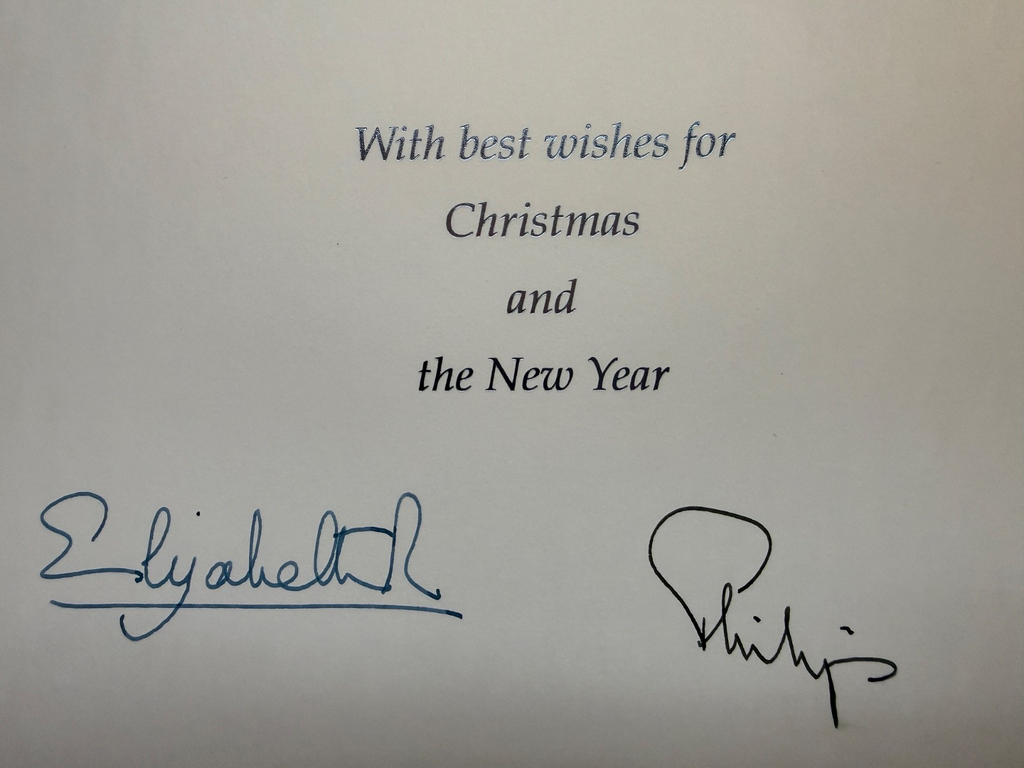 With best wishes for
Christmas
and
the New Year
Elizabeth R
Philip